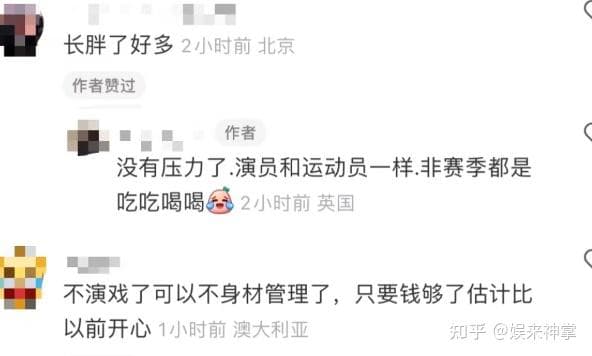 长胖了好多 2小时前 北京
作者赞过
作者
没有压力了.演员和运动员一样.非赛季都是
吃吃喝喝 2小时前 英国
不演戏了可以不身材管理了，只要钱够了估计比
以前开心 1小时前 澳大利亚
知乎 @娱来神掌